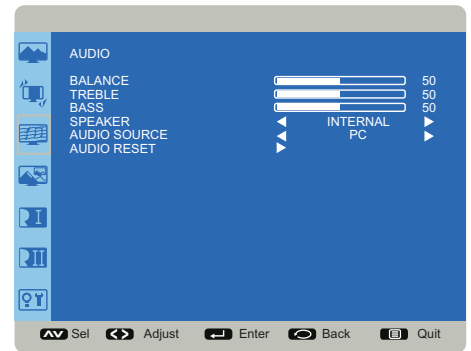 AUDIO
BALANCE 50
TREBLE 50
BASS 50
SPEAKER INTERNAL
AUDIO SOURCE PC
AUDIO RESET
Sel Adjust Enter Back Quit